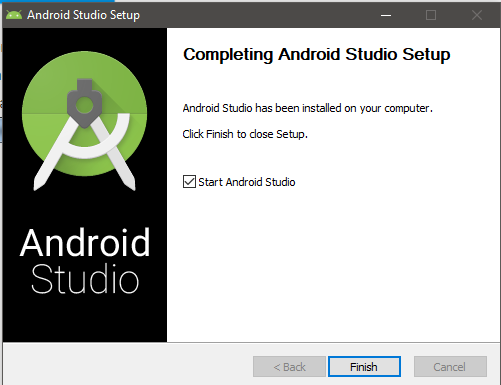 Android Studio Setup
Completing Android Studio Setup
Android Studio has been installed on your computer.
Click Finish to close Setup.
Start Android Studio
Android
Studio
< Back
Finish
Cancel